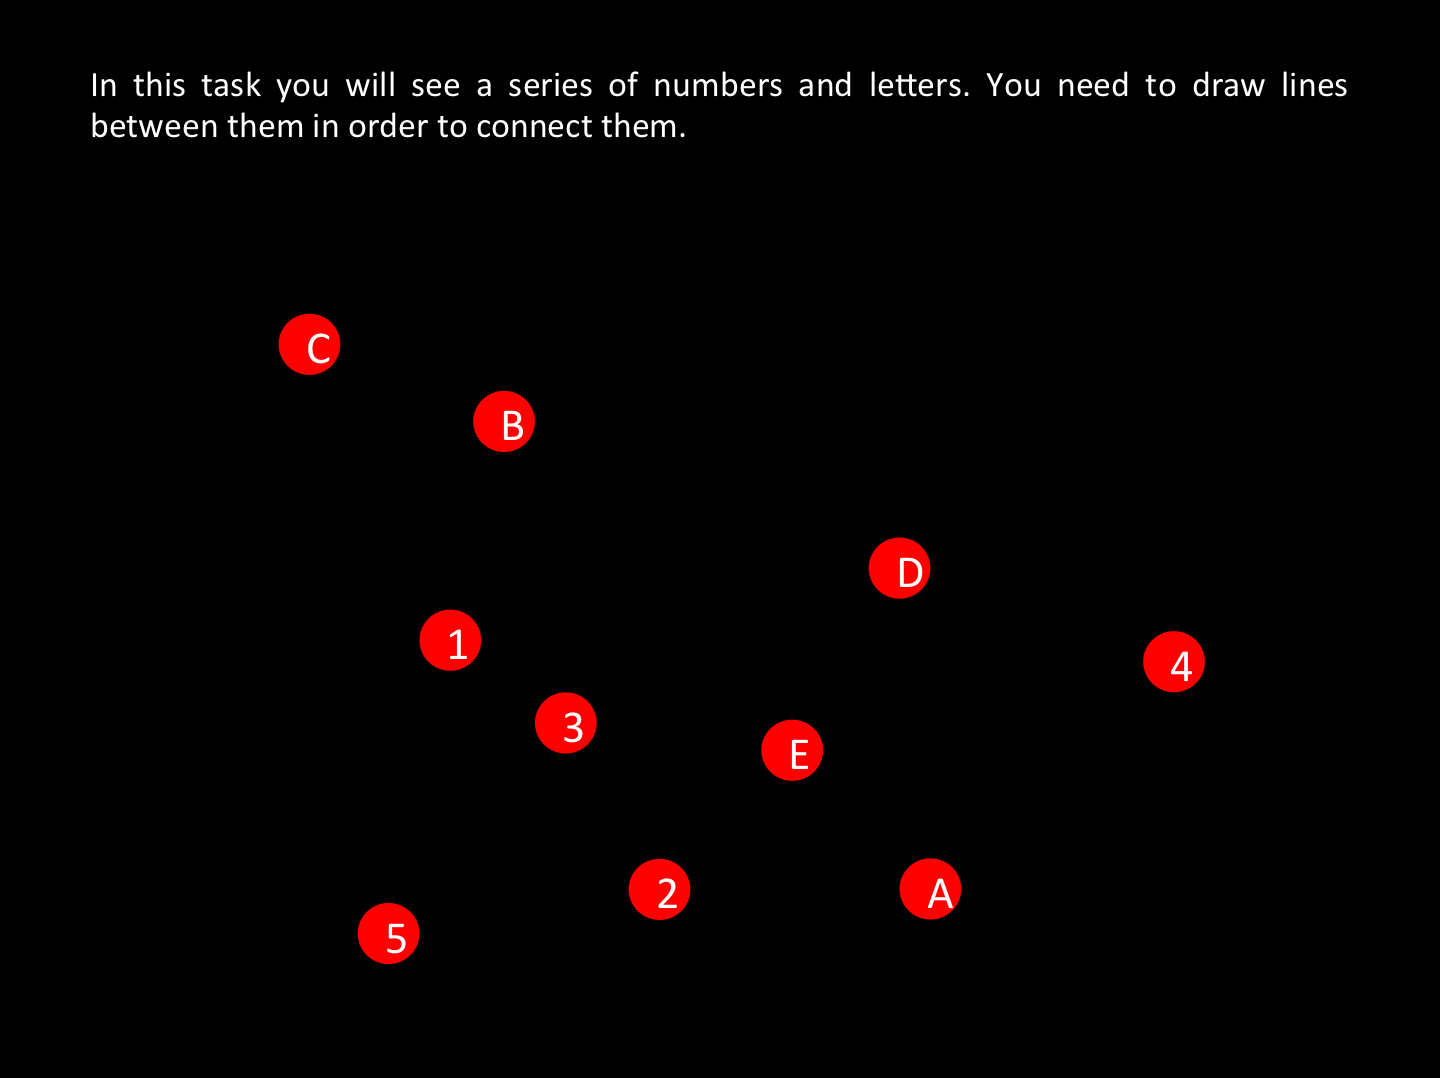 In this task you will see a series of numbers and letters. You need to draw lines
between them in order to connect them.
C
B
D
1
4
3
E
2
A
5